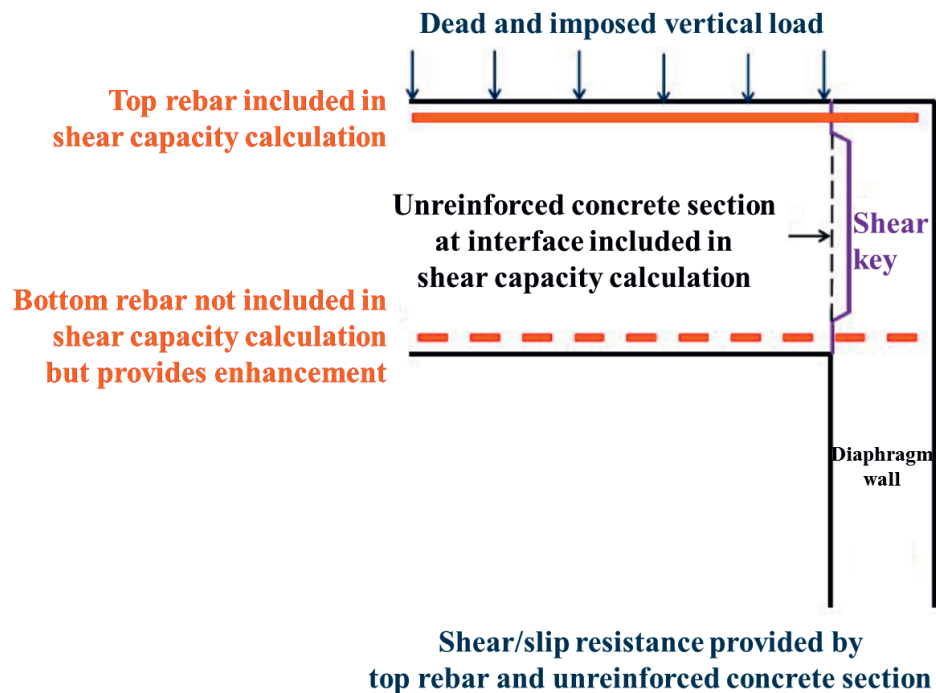 Dead and imposed vertical load
Top rebar included in
shear capacity calculation
Unreinforced concrete section
at interface included in
shear capacity calculation
Shear
key
Bottom rebar not included in
shear capacity calculation
but provides enhancement
Diaphragm
wall
Shear/slip resistance provided by
top rebar and unreinforced concrete section